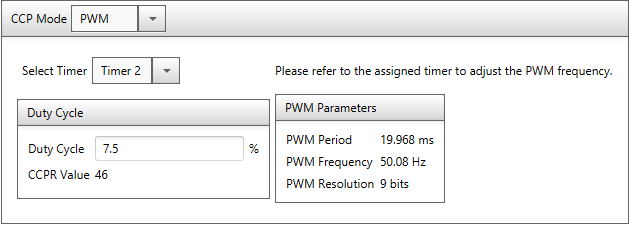 CCP Mode PWM
Select Timer Timer 2
Please refer to the assigned timer to adjust the PWM frequency.
Duty Cycle
Duty Cycle 7.5 %
CCPR Value 46
PWM Parameters
PWM Period 19.968 ms
PWM Frequency 50.08 Hz
PWM Resolution 9 bits